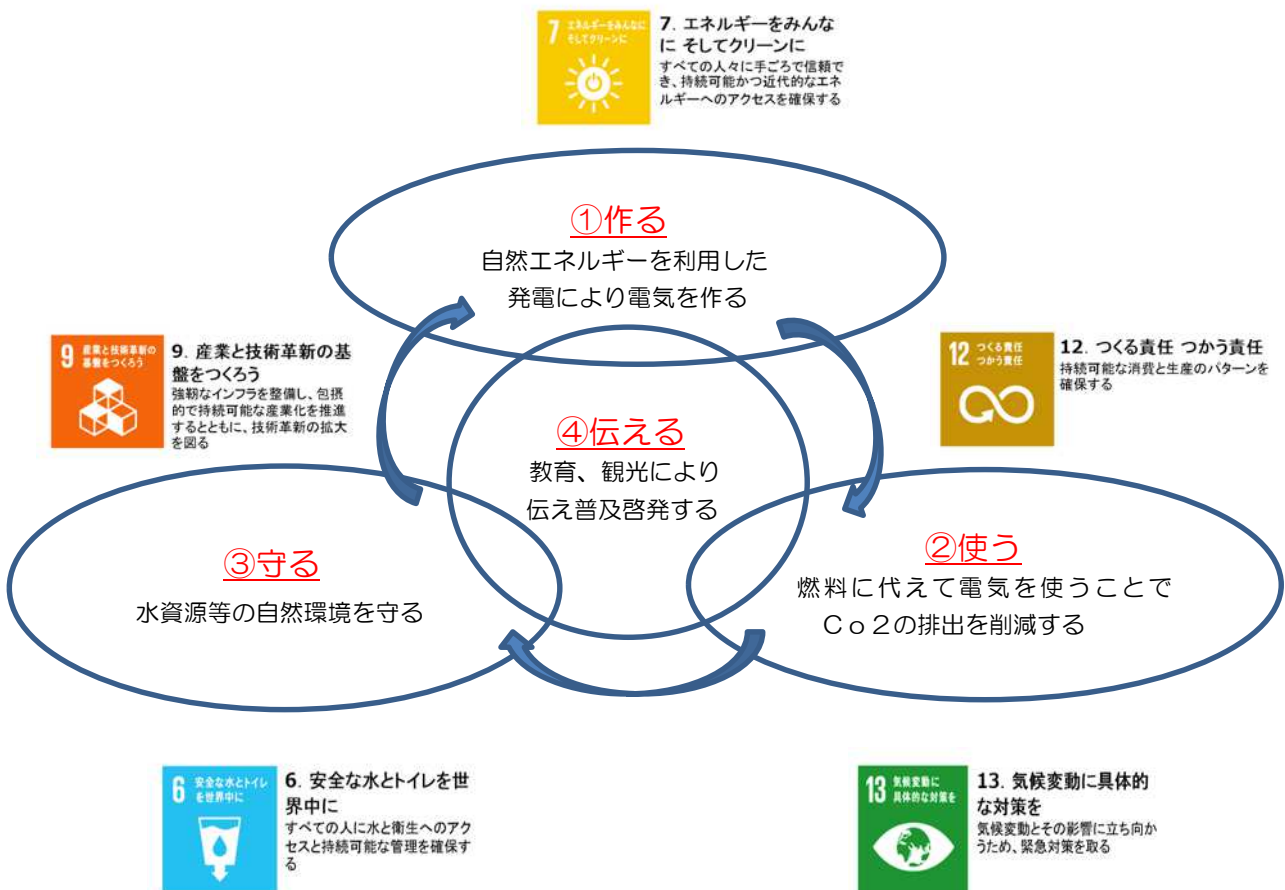 7 エネルギーをみんなに
そしてクリーンに
7. エネルギーをみんな
に そしてクリーンに
すべての人々に手ごろで信頼で
き、持続可能かつ近代的なエネ
ルギーへのアクセスを確保する
①作る
自然エネルギーを利用した
発電により電気を作る
9 産業と技術革新の
基盤をつくろう
9. 産業と技術革新の基
盤をつくろう
強靭なインフラを整備し、包摂
的で持続可能な産業化を推進
するとともに、技術革新の拡大
を図る
12 つくる責任
つかう責任
12. つくる責任 つかう責任
持続可能な消費と生産のパターンを
確保する
④伝える
教育、観光により
伝え普及啓発する
③守る
水資源等の自然環境を守る
②使う
燃料に代えて電気を使うことで
Ｃｏ２の排出を削減する
6 安全な水とトイレ
を世界中に
6. 安全な水とトイレを世
界中に
すべての人に水と衛生へのアク
セスと持続可能な管理を確保す
る
13 気候変動に
具体的な対策を
13. 気候変動に具体的
な対策を
気候変動とその影響に立ち向か
うため、緊急対策を取る